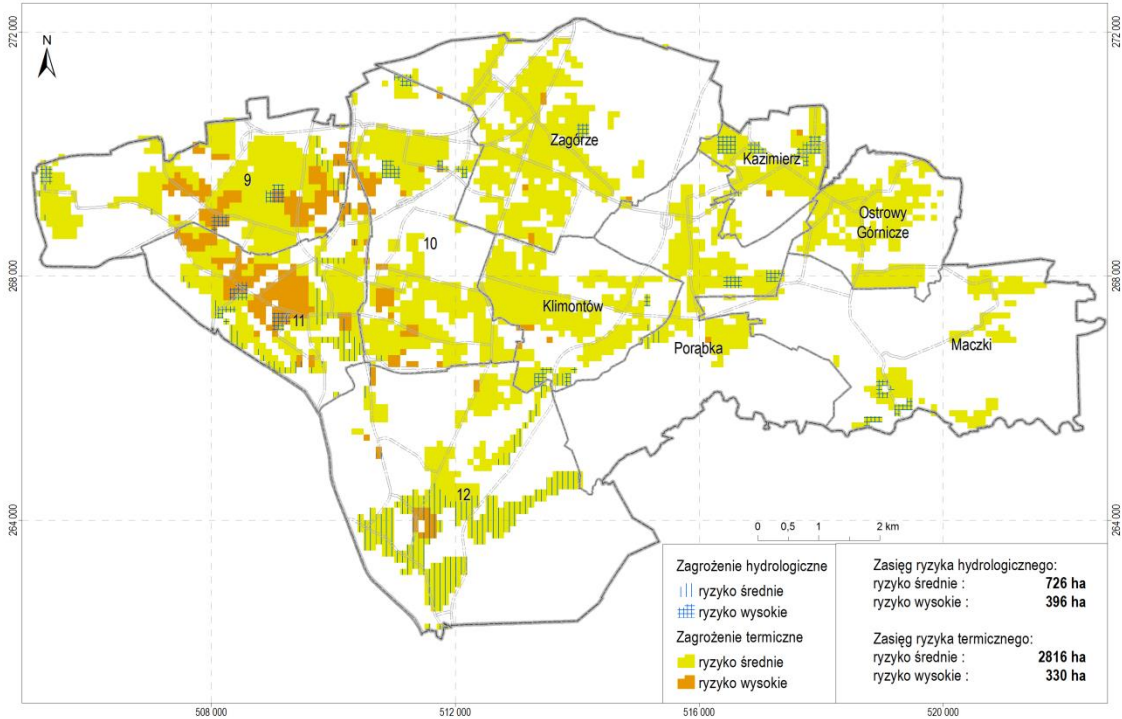 272 000
272 000
N
Zagórze
Kazimierz
9
Ostrowy
Górnicze
10
268 000
268 000
Klimontów
11
Porąbka
Maczki
12
264 000
264 000
0 0,5 1 2 km
Zagrożenie hydrologiczne
ryzyko średnie
ryzyko wysokie
Zagrożenie termiczne
ryzyko średnie
ryzyko wysokie
Zasięg ryzyka hydrologicznego:
ryzyko średnie : 726 ha
ryzyko wysokie : 396 ha
Zasięg ryzyka termicznego:
ryzyko średnie : 2816 ha
ryzyko wysokie : 330 ha
508 000
512 000
516 000
520 000